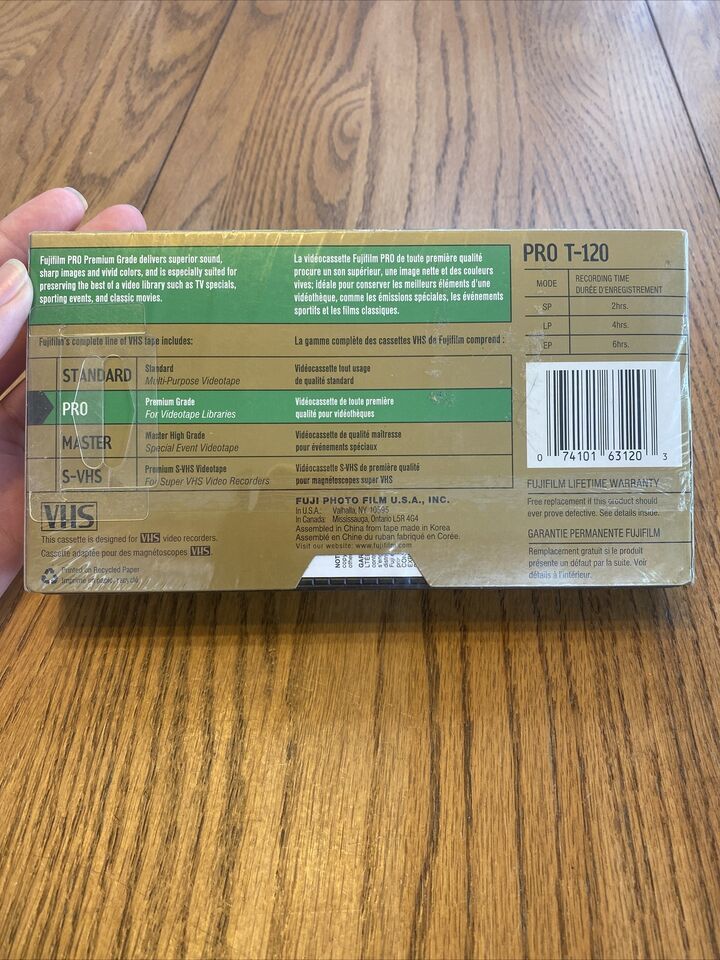 Fujifilm PRO Premium Grade delivers superior sound,
sharp images and vivid colors, and is especially suited for
preserving the best of a video library such as TV specials,
sporting events, and classic movies.
La vidéocassette Fujifilm PRO de toute première qualité
procure un son supérieur, une image nette et des couleurs
vives; idéale pour conserver les meilleurs éléments d'une
vidéothèque, comme les émissions spéciales, les événements
sportifs et les films classiques.
Fujifilm's complete line of VHS tape includes:
La gamme complète des cassettes VHS de Fujifilm comprend :
STANDARD
Standard
Multi-Purpose Videotape
Vidéocassette tout usage
de qualité standard
PRO
Premium Grade
For Videotape Libraries
Vidéocassette de toute première
qualité pour vidéothèques
MASTER
Master High Grade
Special Event Videotape
Vidéocassette de qualité maîtresse
pour événements spéciaux
S-VHS
Premium S-VHS Videotape
For Super VHS Video Recorders
Vidéocassette S-VHS de première qualité
pour magnétoscopes super VHS
VHS
This cassette is designed for VHS video recorders.
Cassette adaptée pour des magnétoscopes VHS.
Printed on Recycled Paper
Imprimé on papier recyclé
FUJI PHOTO FILM U.S.A., INC.
In U.S.A.: Valhalla, NY 10595
In Canada: Mississauga, Ontario L5R 4G4
Assembled in China from tape made in Korea
Assemblé en Chine du ruban fabriqué en Corée.
Visit our website: www.fujifilm.com
PRO T-120
MODE
RECORDING TIME
DURÉE D'ENREGISTREMENT
SP 2hrs.
LP 4hrs.
EP 6hrs.
0 74101 63120 3
FUJIFILM LIFETIME WARRANTY
Free replacement if this product should
ever prove defective. See details inside.
GARANTIE PERMANENTE FUJIFILM
Remplacement gratuit si le produit
présente un défaut par la suite. Voir
détails à l'intérieur.